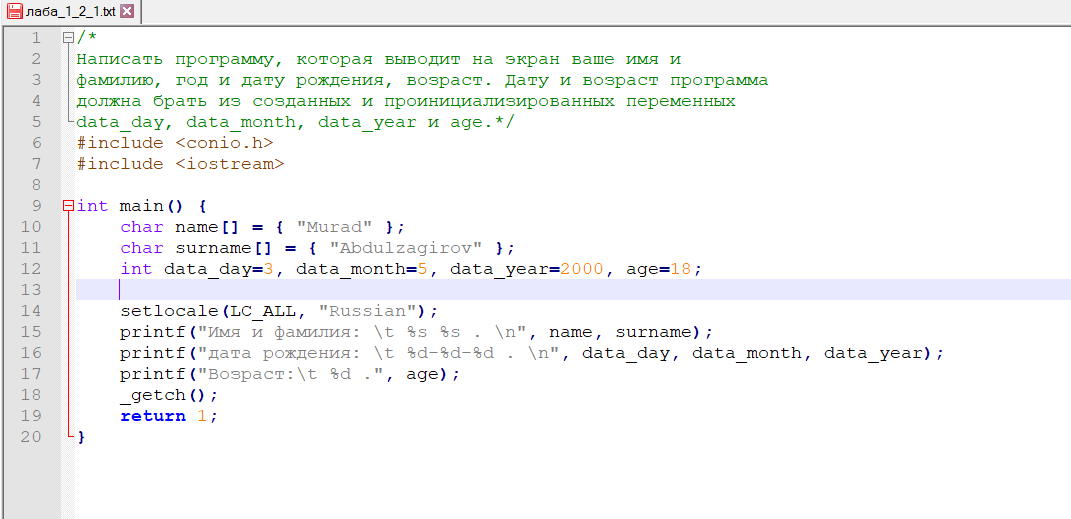 лаба_1_2_1.txt
1 /*
2 Написать программу, которая выводит на экран ваше имя и
3 фамилию, год и дату рождения, возраст. Дату и возраст программа
4 должна брать из созданных и проинициализированных переменных
5 data_day, data_month, data_year и age.*/
6 #include <conio.h>
7 #include <iostream>
8
9 int main() {
10     char name[] = { "Murad" };
11     char surname[] = { "Abdulzagirov" };
12     int data_day=3, data_month=5, data_year=2000, age=18;
13
14     setlocale(LC_ALL, "Russian");
15     printf("Имя и фамилия: \t %s %s . \n", name, surname);
16     printf("дата рождения: \t %d-%d-%d . \n", data_day, data_month, data_year);
17     printf("Возраст:\t %d .", age);
18     _getch();
19     return 1;
20 }